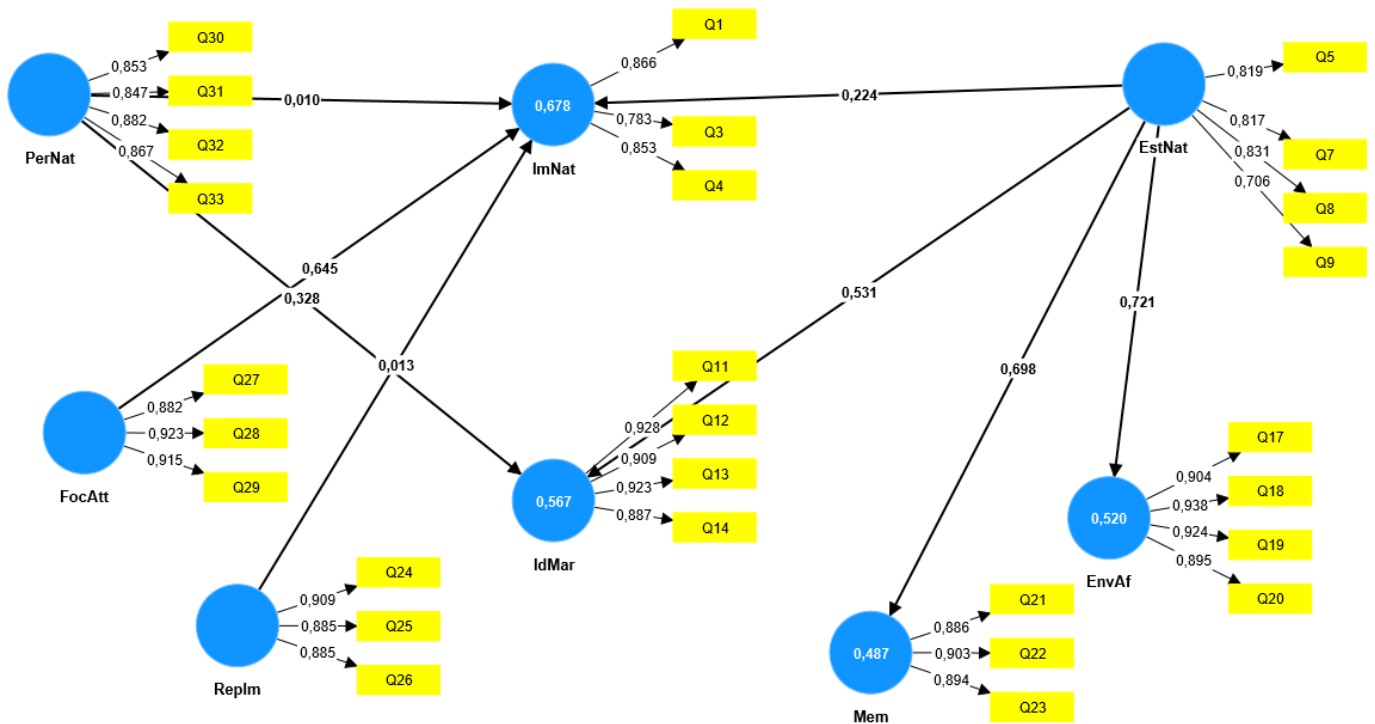 Q30
0,853
Q31
0,847
0,882
Q32
0,867
Q33
PerNat
0,010
Q1
0,866
0,678
0,783
Q3
0,853
Q4
ImNat
0,224
Q5
0,819
0,817
Q7
0,831
Q8
0,706
Q9
EstNat
0,645
0,328
0,013
0,531
0,698
0,721
Q27
0,882
0,923
Q28
0,915
Q29
FocAtt
Q11
0,928
Q12
0,909
0,923
Q13
0,887
Q14
0,567
IdMar
Q24
0,909
0,885
Q25
0,885
Q26
RepIm
Q17
0,904
0,938
Q18
0,924
Q19
0,895
Q20
0,520
EnvAf
Q21
0,886
0,903
Q22
0,894
Q23
0,487
Mem